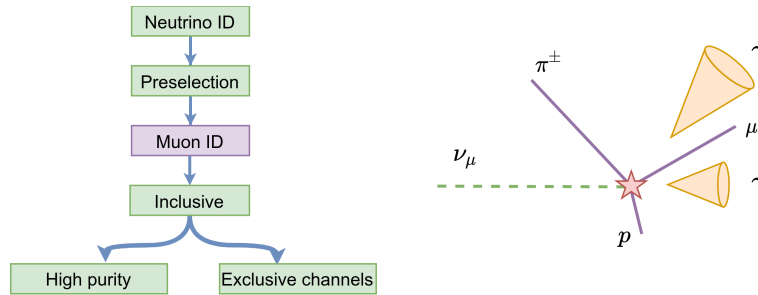 Neutrino ID
Preselection
Muon ID
Inclusive
High purity
Exclusive channels
π±
νμ
μ
p